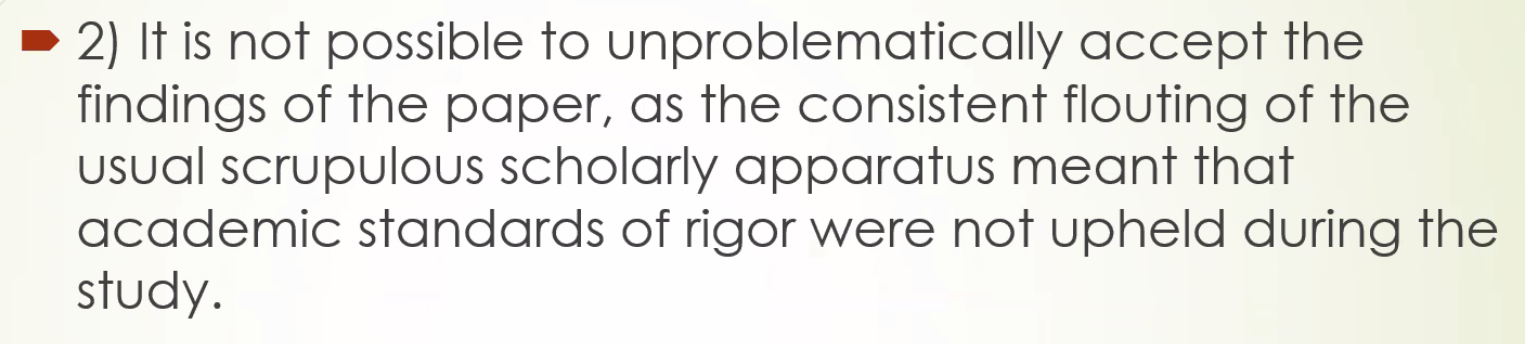 2) It is not possible to unproblematically accept the
findings of the paper, as the consistent flouting of the
usual scrupulous scholarly apparatus meant that
academic standards of rigor were not upheld during the
study.